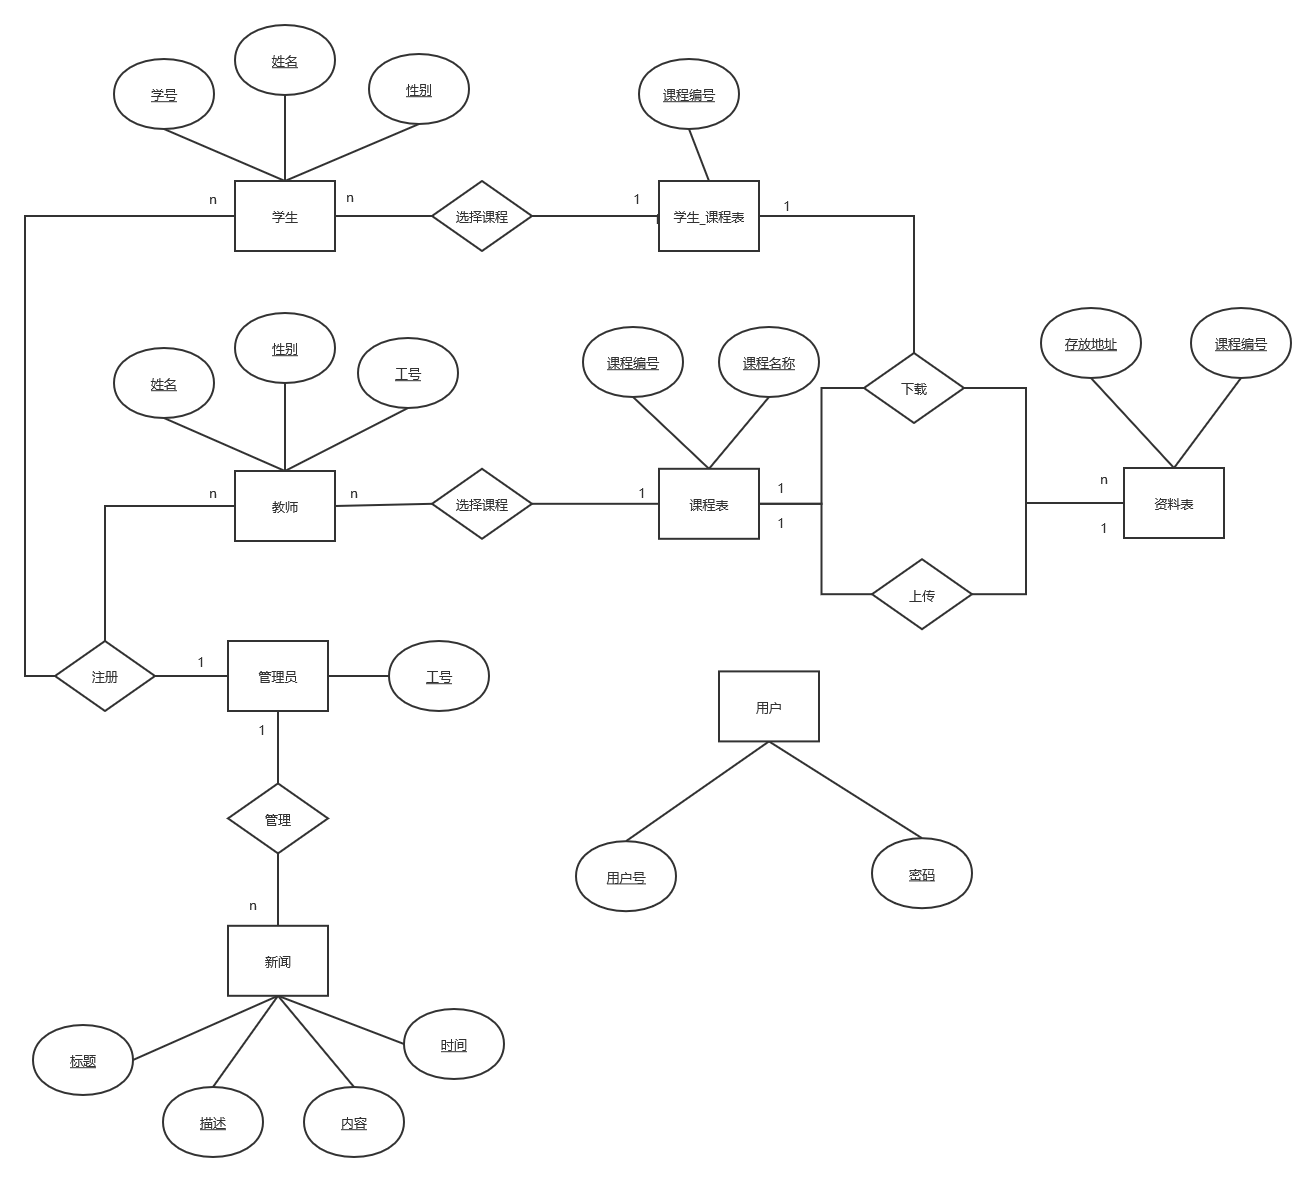 姓名
学号
性别
课程编号
n
n
1
1
学生
选择课程
学生_课程表
存放地址
课程编号
性别
姓名
工号
课程编号
课程名称
下载
n
n
1
1
n
教师
选择课程
课程表
资料表
1
1
上传
1
注册
管理员
工号
用户
1
管理
用户号
密码
n
新闻
时间
标题
描述
内容